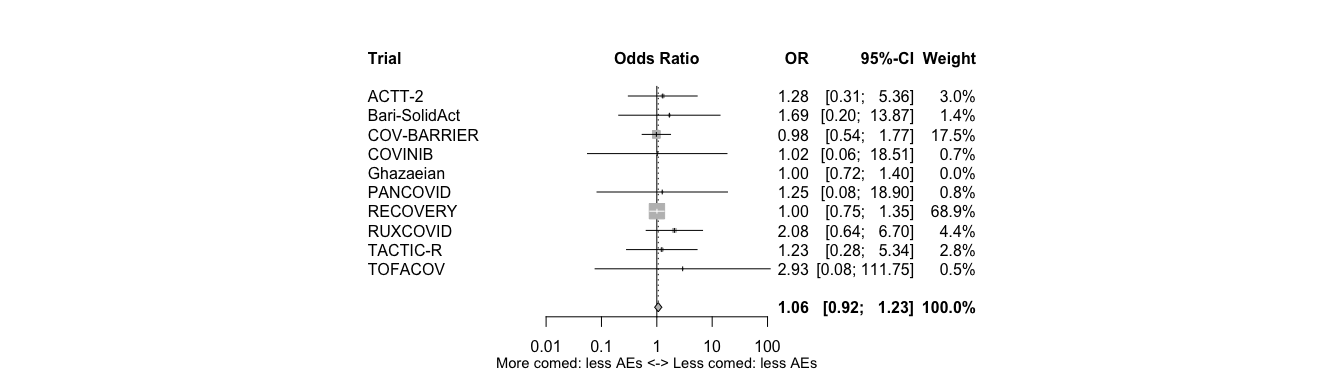 Trial Odds Ratio OR 95%-CI Weight
ACTT-2 1.28 [0.31; 5.36] 3.0%
Bari-SolidAct 1.69 [0.20; 13.87] 1.4%
COV-BARRIER 0.98 [0.54; 1.77] 17.5%
COVINIB 1.02 [0.06; 18.51] 0.7%
Ghazaeian 1.00 [0.72; 1.40] 0.0%
PANCOVID 1.25 [0.08; 18.90] 0.8%
RECOVERY 1.00 [0.75; 1.35] 68.9%
RUXCOVID 2.08 [0.64; 6.70] 4.4%
TACTIC-R 1.23 [0.28; 5.34] 2.8%
TOFACOV 2.93 [0.08; 111.75] 0.5%
1.06 [0.92; 1.23] 100.0%
0.01 0.1 1 10 100
More comed: less AEs <-> Less comed: less AEs